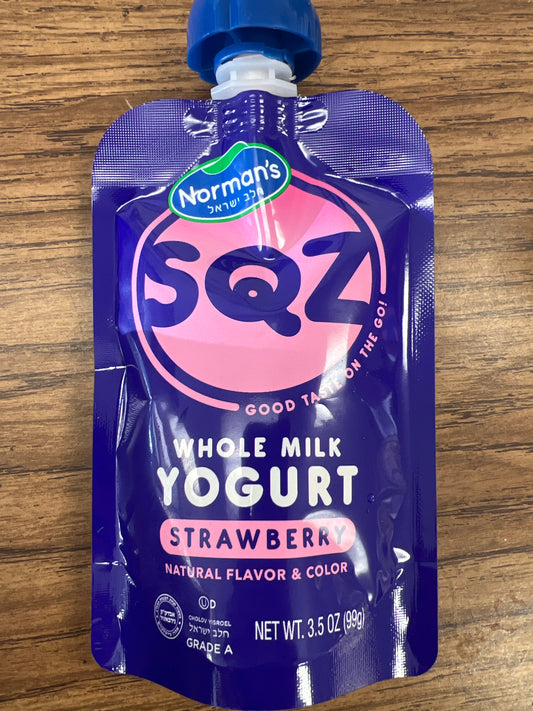 Norman's
חלב ישראל
SQZ
GOOD TASTE ON THE GO!
WHOLE MILK
YOGURT
STRAWBERRY
NATURAL FLAVOR & COLOR
U D
CHOLOV YISROEL
חלב ישראל
GRADE A
NET WT. 3.5 OZ (99g)